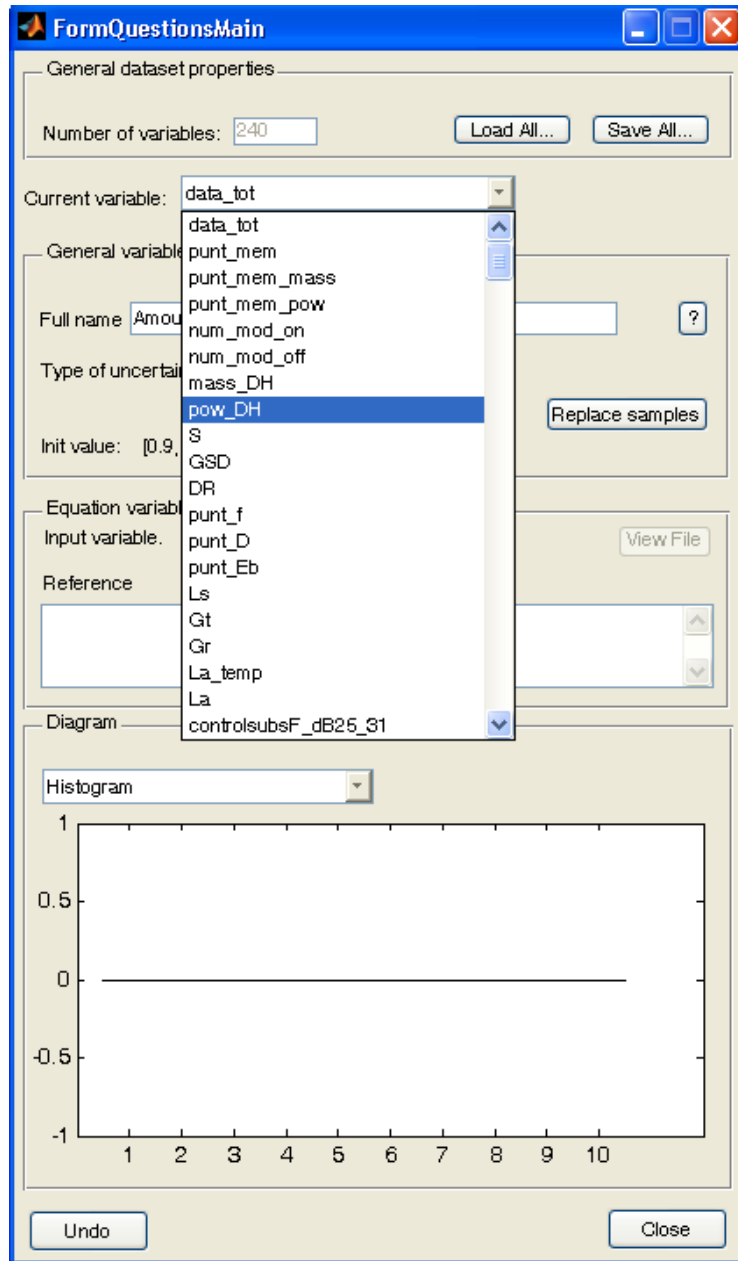 FormQuestionsMain
General dataset properties
Number of variables: 240 Load All... Save All...
Current variable: data_tot
data_tot
General variable punt_mem
punt_mem_mass
punt_mem_pow
Full name Amou ?
num_mod_on
num_mod_off
Type of uncertai
mass_DH
pow_DH Replace samples
S
Init value: [0.9,
GSD
DR
Equation variabl
punt_f
Input variable. punt_D View File
punt_Eb
Reference
Ls
Gt
Gr
La_temp
La
Diagram controlsubsF_dB25_31
Histogram
1
0.5
0
-0.5
-1
1 2 3 4 5 6 7 8 9 10
Undo Close